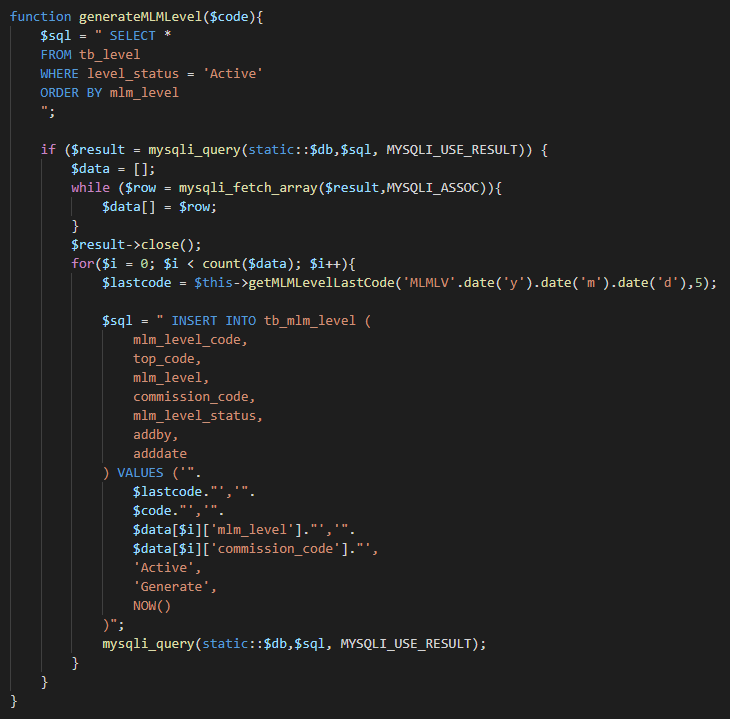 function generateMLMLevel($code){
$sql = " SELECT *
FROM tb_level
WHERE level_status = 'Active'
ORDER BY mlm_level
";
if ($result = mysqli_query(static::$db,$sql, MYSQLI_USE_RESULT)) {
$data = [];
while ($row = mysqli_fetch_array($result,MYSQLI_ASSOC)){
$data[] = $row;
}
$result->close();
for($i = 0; $i < count($data); $i++){
$lastcode = $this->getMLMLevelLastCode('MLMLV'.date('y').date('m').date('d'),5);
$sql = " INSERT INTO tb_mlm_level (
mlm_level_code,
top_code,
mlm_level,
commission_code,
mlm_level_status,
addby,
adddate
) VALUES ('".
$lastcode."','".
$code."','".
$data[$i]['mlm_level']."','".
$data[$i]['commission_code']."',
'Active',
'Generate',
NOW()
)";
mysqli_query(static::$db,$sql, MYSQLI_USE_RESULT);
}
}
}